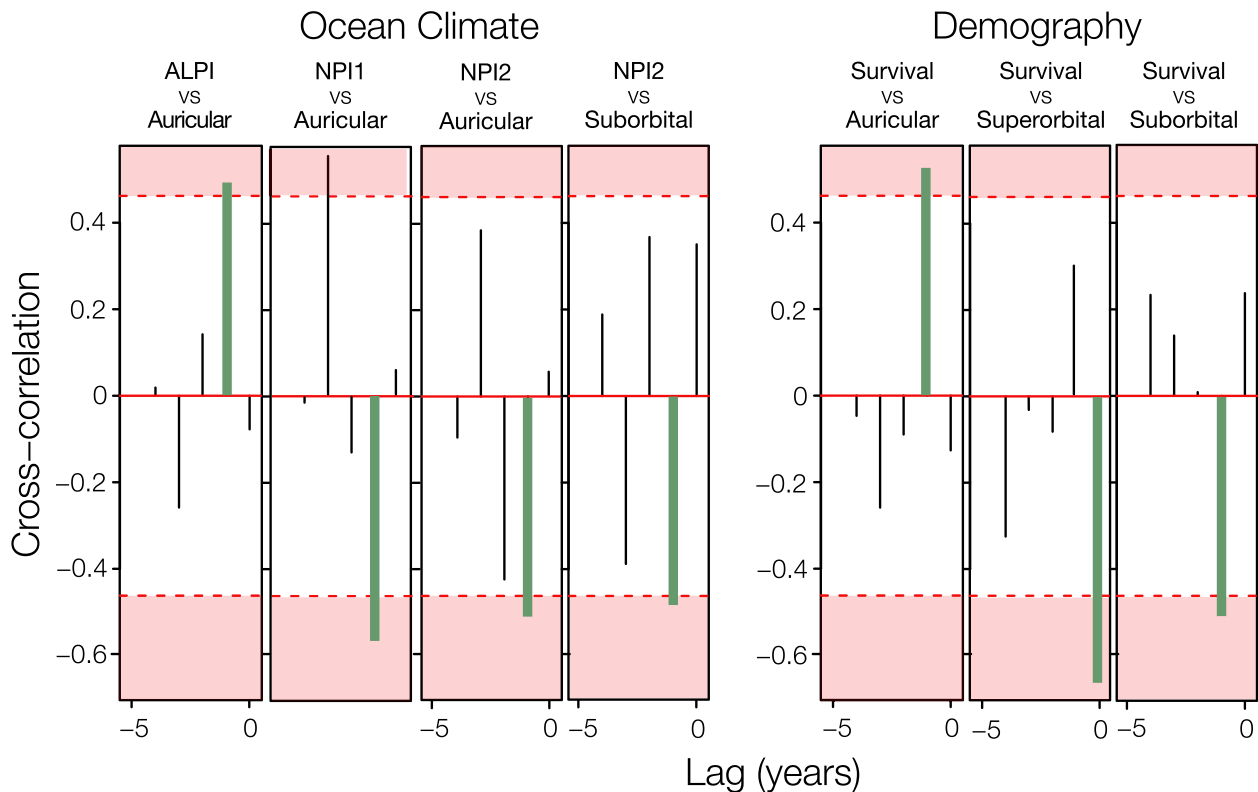 Ocean Climate
Demography
ALPI
vs
Auricular
NPI1
vs
Auricular
NPI2
vs
Auricular
NPI2
vs
Suborbital
Survival
vs
Auricular
Survival
vs
Superorbital
Survival
vs
Suborbital
Cross−correlation
0.4
0.2
0
−0.2
−0.4
−0.6
0.4
0.2
0
−0.2
−0.4
−0.6
−5 0 −5 0 −5 0 −5 0 −5 0 −5 0 −5 0
Lag (years)